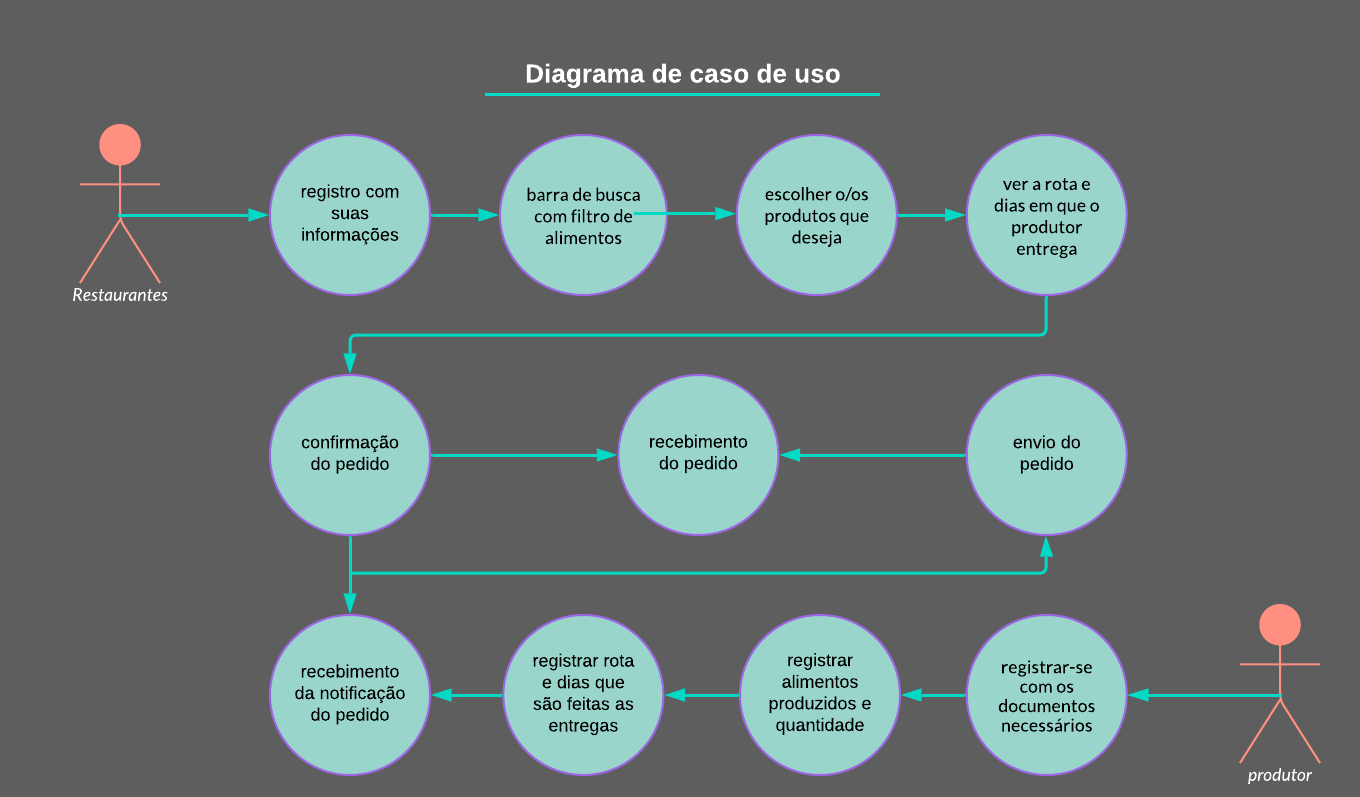 Diagrama de caso de uso
registro com
suas
informações
barra de busca
com filtro de
alimentos
escolher o/os
produtos que
deseja
ver a rota e
dias em que o
produtor
entrega
Restaurantes
confirmação
do pedido
recebimento
do pedido
envio do
pedido
recebimento
da notificação
do pedido
registrar rota
e dias que
são feitas as
entregas
registrar
alimentos
produzidos e
quantidade
registrar-se
com os
documentos
necessários
produtor